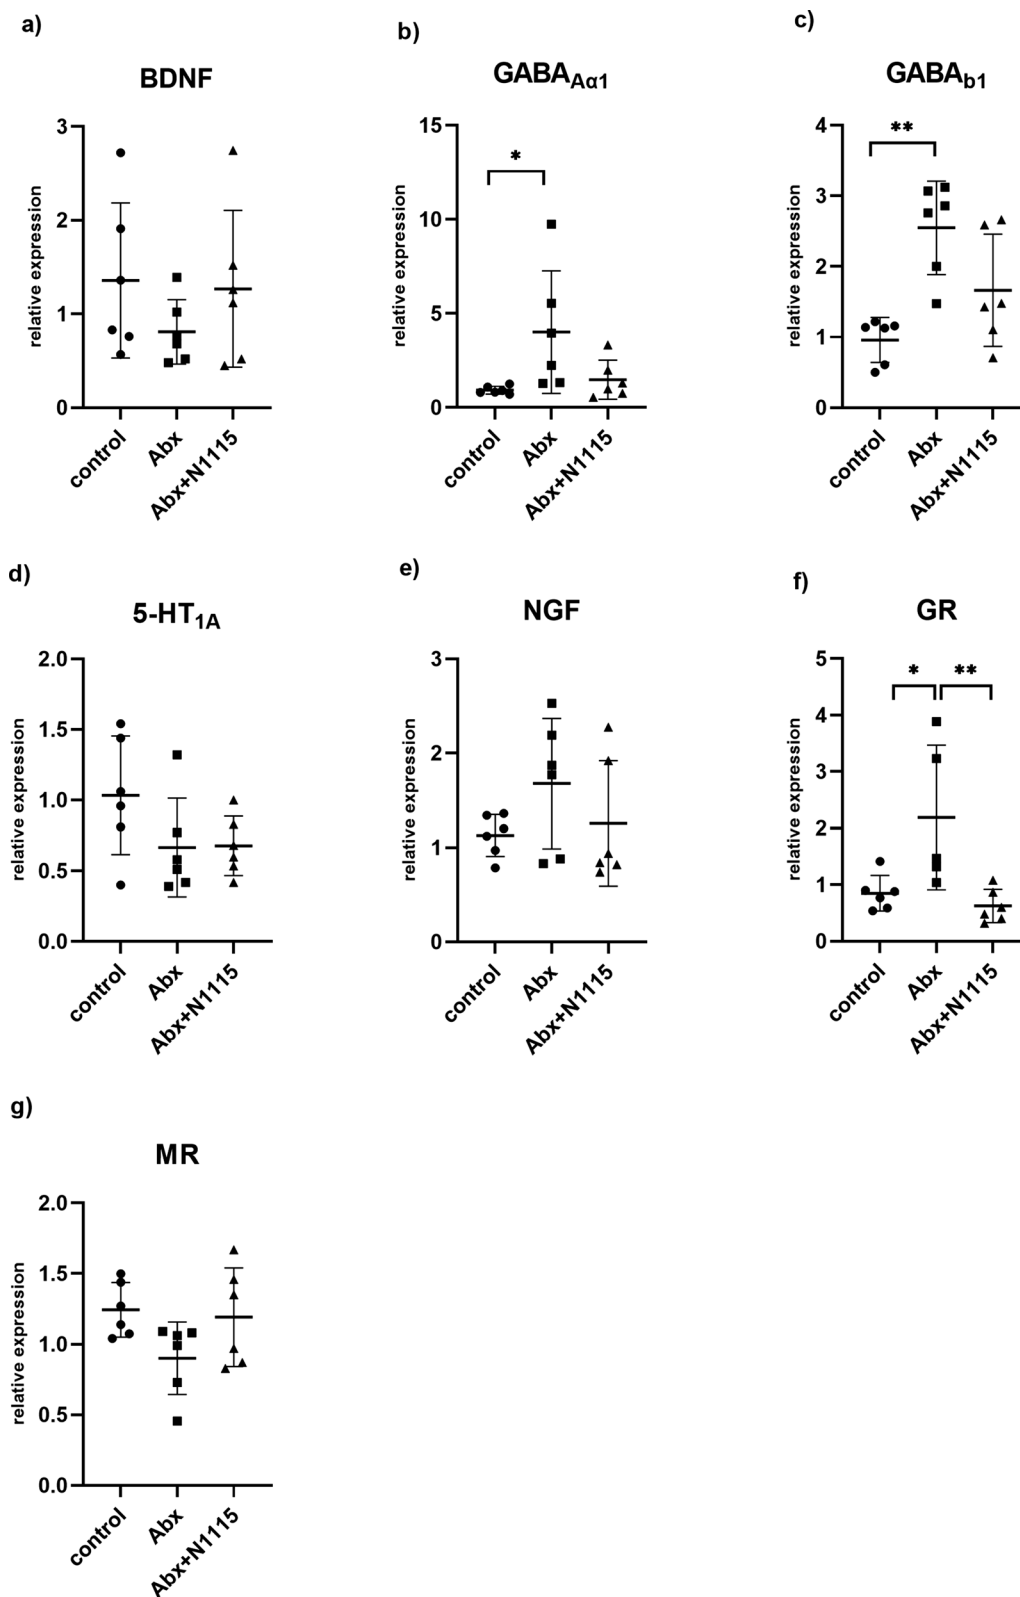 a)
BDNF
relative expression
3
2
1
0
control
Abx
Abx+N1115
b)
GABAAα1
*
relative expression
15
10
5
0
control
Abx
Abx+N1115
c)
GABAb1
**
relative expression
4
3
2
1
0
control
Abx
Abx+N1115
d)
5-HT1A
relative expression
2.0
1.5
1.0
0.5
0.0
control
Abx
Abx+N1115
e)
NGF
relative expression
3
2
1
0
control
Abx
Abx+N1115
f)
GR
* **
relative expression
5
4
3
2
1
0
control
Abx
Abx+N1115
g)
MR
relative expression
2.0
1.5
1.0
0.5
0.0
control
Abx
Abx+N1115